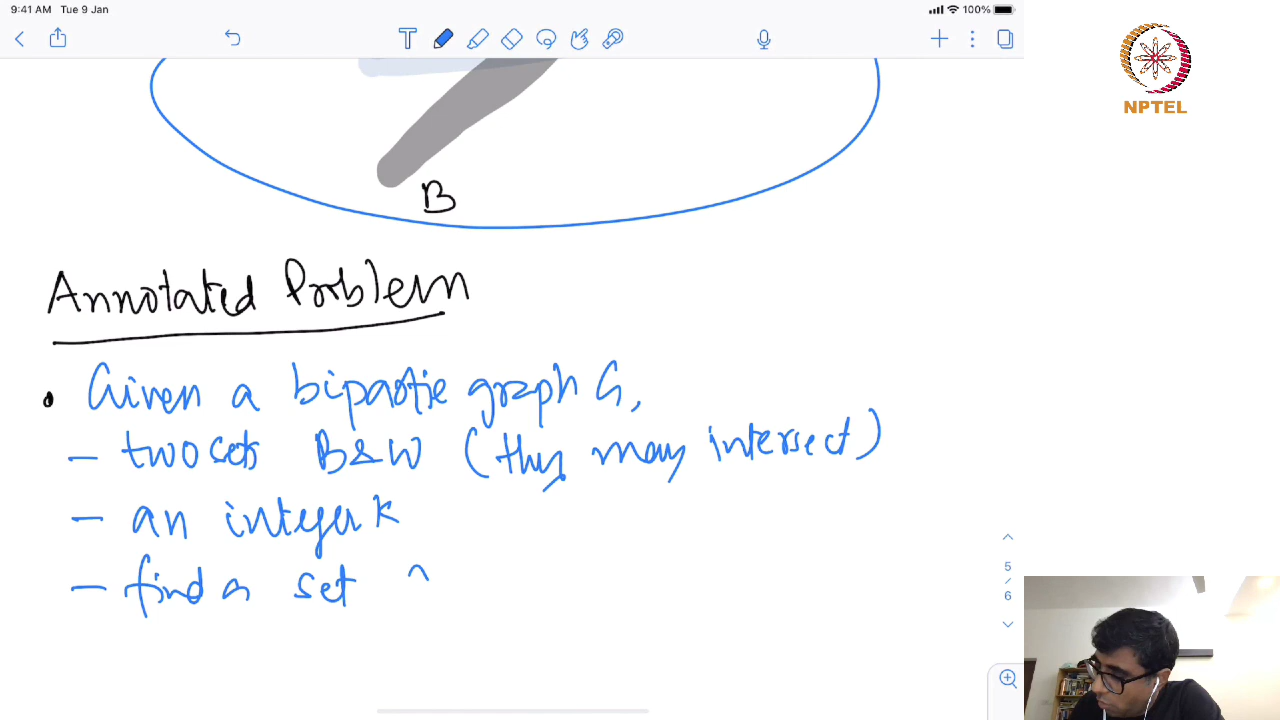 9:41 AM Tue 9 Jan
100%
NPTEL
B
Annotated Problem
• Given a bipartie graph G,
– two sets B & W (they may intersect)
– an integer k
– find a set
5
/
6